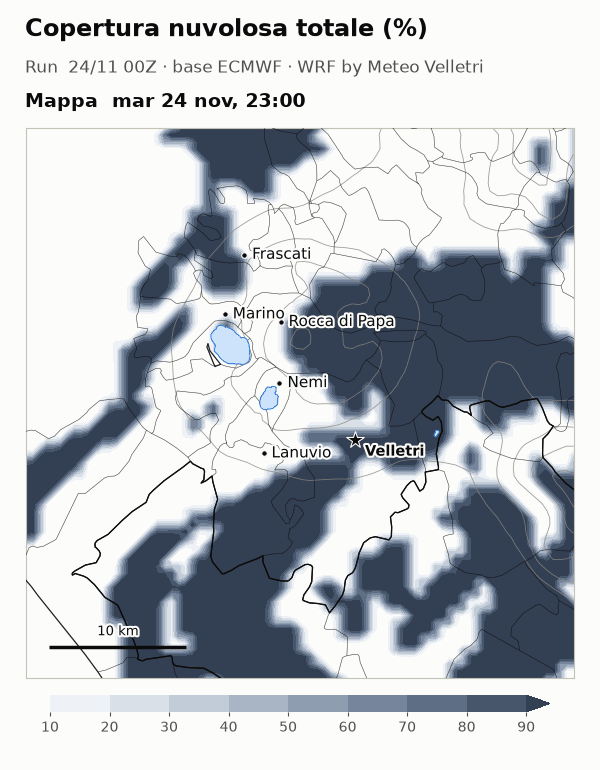 Copertura nuvolosa totale (%)
Run  24/11 00Z · base ECMWF · WRF by Meteo Velletri
Mappa  mar 24 nov, 23:00
Frascati
Marino
Rocca di Papa
Nemi
Velletri
Lanuvio
10 km
10 20 30 40 50 60 70 80 90